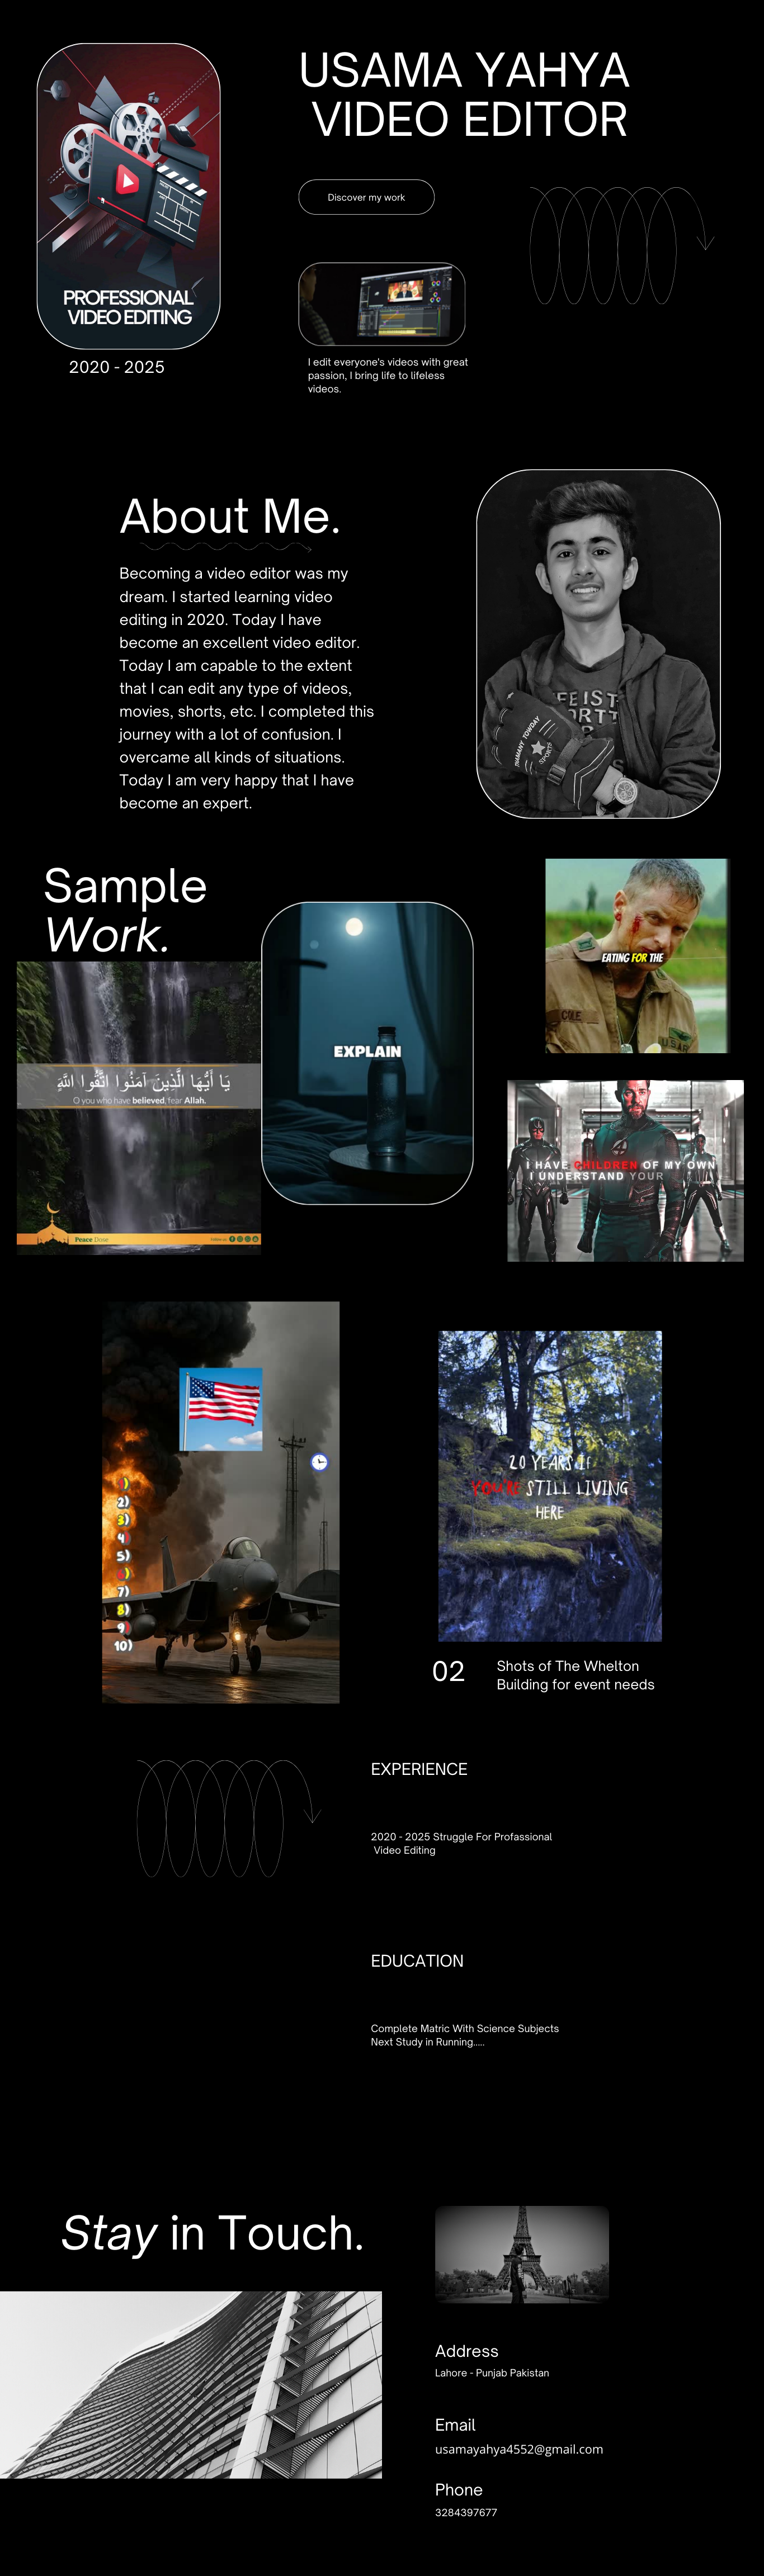 USAMA YAHYA
VIDEO EDITOR
PROFESSIONAL
VIDEO EDITING
2020 - 2025
Discover my work
I edit everyone's videos with great
passion, I bring life to lifeless
videos.
About Me.
Becoming a video editor was my
dream. I started learning video
editing in 2020. Today I have
become an excellent video editor.
Today I am capable to the extent
that I can edit any type of videos,
movies, shorts, etc. I completed this
journey with a lot of confusion. I
overcame all kinds of situations.
Today I am very happy that I have
become an expert.
SPORTS
Sample
Work.
يَا أَيُّهَا الَّذِينَ آمَنُوا اتَّقُوا اللَّهَ
O you who have believed, fear Allah.
Peace Dose
Follow us
EXPLAIN
EATING FOR THE
COLE
I HAVE CHILDREN OF MY OWN
I UNDERSTAND YOUR
1)
2)
3)
4)
5)
6)
7)
8)
9)
10)
20 YEARS IF
YOU'RE STILL LIVING
HERE
02
Shots of The Whelton
Building for event needs
EXPERIENCE
2020 - 2025 Struggle For Profassional
Video Editing
EDUCATION
Complete Matric With Science Subjects
Next Study in Running.....
Stay in Touch.
Address
Lahore - Punjab Pakistan
Email
usamayahya4552@gmail.com
Phone
3284397677